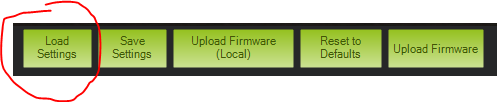 Load
Settings
Save
Settings
Upload Firmware
(Local)
Reset to
Defaults
Upload Firmware